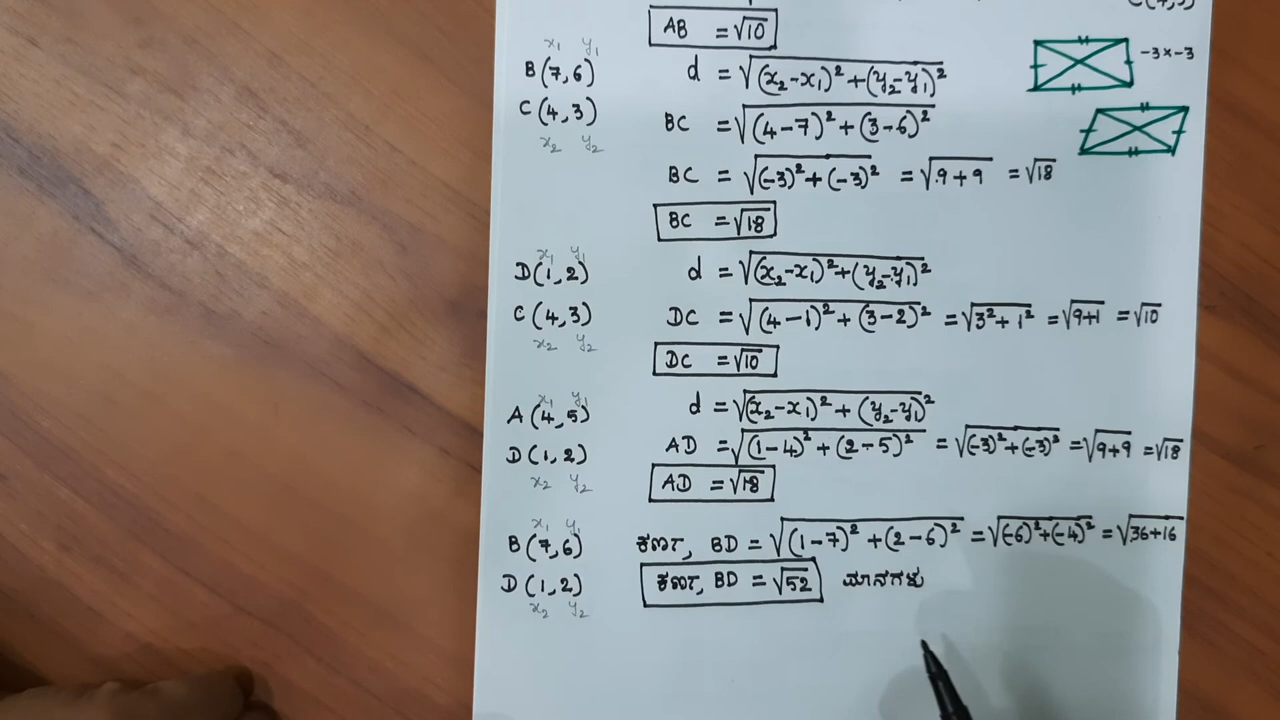 AB = √10
x₁ y₁
B(7,6) d = √(x₂-x₁)²+(y₂-y₁)² -3×-3
C(4,3) BC = √(4-7)²+(3-6)²
x₂ y₂
BC = √(-3)²+(-3)² = √9+9 = √18
BC = √18
x₁ y₁
D(1,2) d = √(x₂-x₁)²+(y₂-y₁)²
C(4,3) DC = √(4-1)²+(3-2)² = √3²+1² = √9+1 = √10
x₂ y₂
DC = √10
x₁ y₁
A(4,5) d = √(x₂-x₁)²+(y₂-y₁)²
D(1,2) AD = √(1-4)²+(2-5)² = √(-3)²+(-3)² = √9+9 = √18
x₂ y₂
AD = √18
x₁ y₁
B(7,6) ಕರ್ಣ, BD = √(1-7)²+(2-6)² = √(-6)²+(-4)² = √36+16
D(1,2) ಕರ್ಣ, BD = √52 ಮಾನಗಳು
x₂ y₂